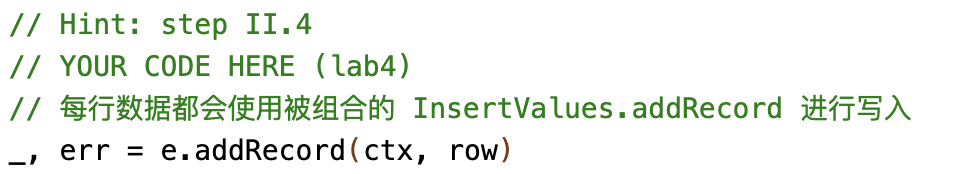 // Hint: step II.4
// YOUR CODE HERE (lab4)
// 每行数据都会使用被组合的 InsertValues.addRecord 进行写入
_, err = e.addRecord(ctx, row)